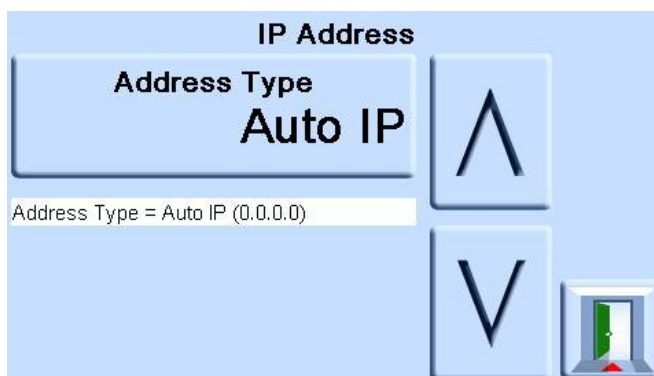 IP Address
Address Type
Auto IP
Address Type = Auto IP (0.0.0.0)